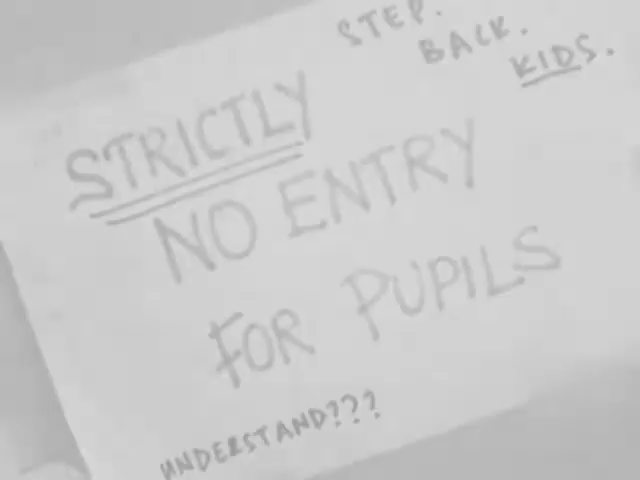 STEP.
BACK.
KIDS.
STRICTLY
NO ENTRY
FOR PUPILS
UNDERSTAND???